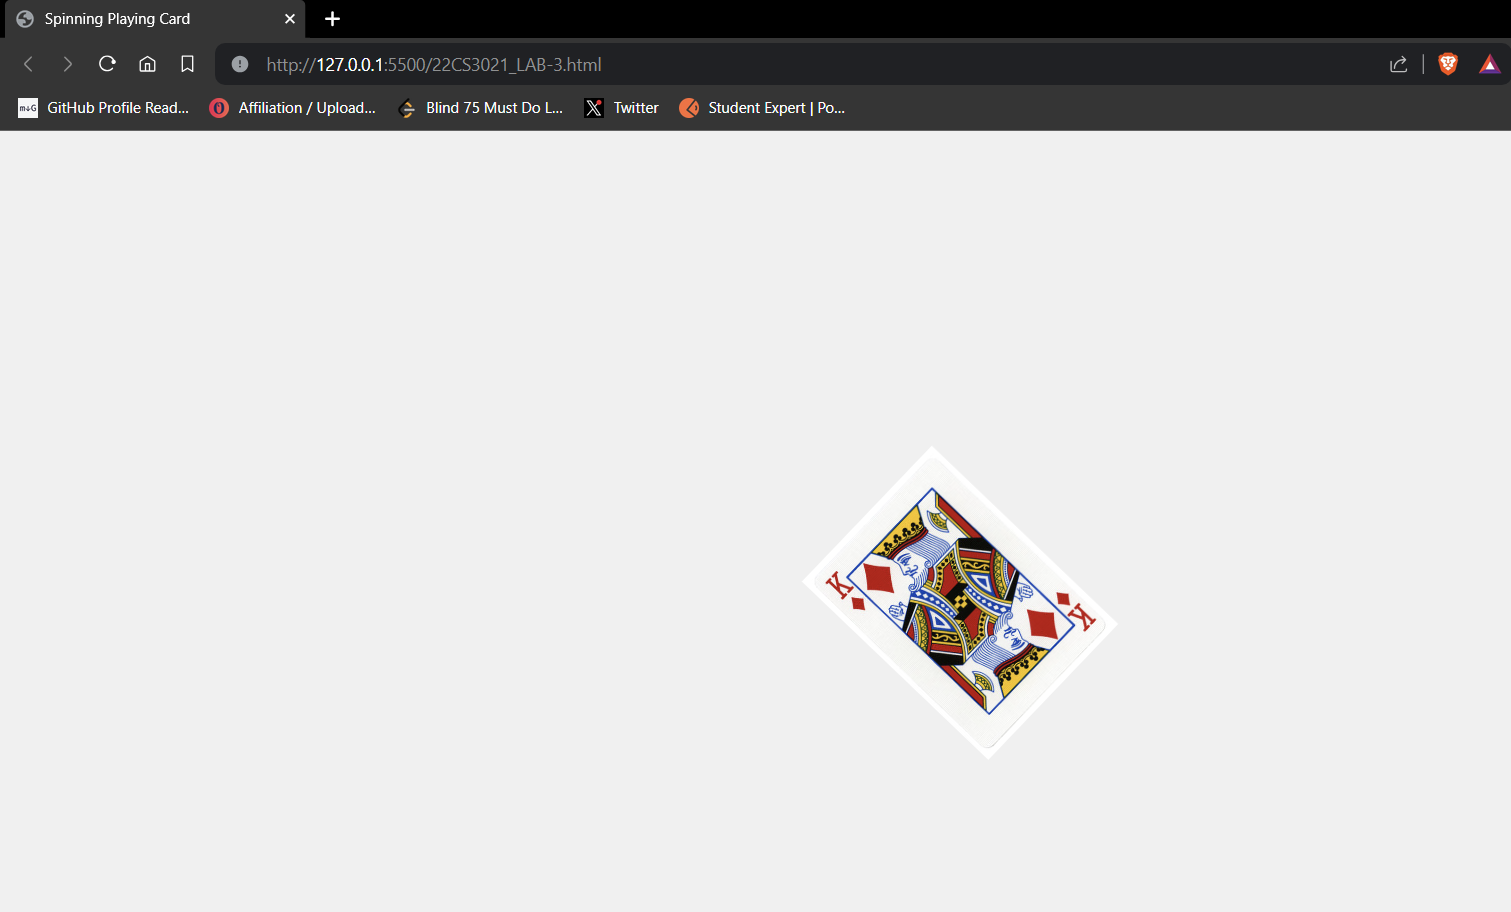 Spinning Playing Card
http://127.0.0.1:5500/22CS3021_LAB-3.html
m↓G GitHub Profile Read... Affiliation / Upload... Blind 75 Must Do L... Twitter Student Expert | Po...
K
K